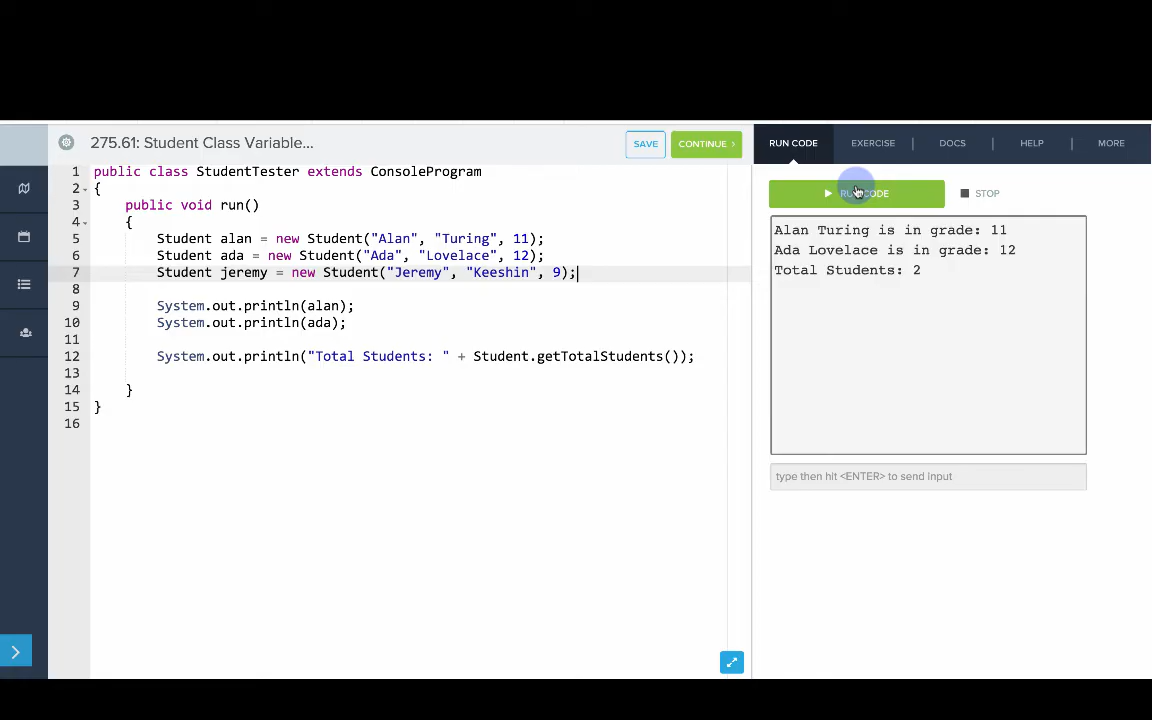 275.61: Student Class Variable...
SAVE
CONTINUE >
RUN CODE
EXERCISE
DOCS
HELP
MORE
1 public class StudentTester extends ConsoleProgram
2 {
3 public void run()
4 {
5 Student alan = new Student("Alan", "Turing", 11);
6 Student ada = new Student("Ada", "Lovelace", 12);
7 Student jeremy = new Student("Jeremy", "Keeshin", 9);
8
9 System.out.println(alan);
10 System.out.println(ada);
11
12 System.out.println("Total Students: " + Student.getTotalStudents());
13
14 }
15 }
16
RUN CODE
STOP
Alan Turing is in grade: 11
Ada Lovelace is in grade: 12
Total Students: 2
type then hit <ENTER> to send input